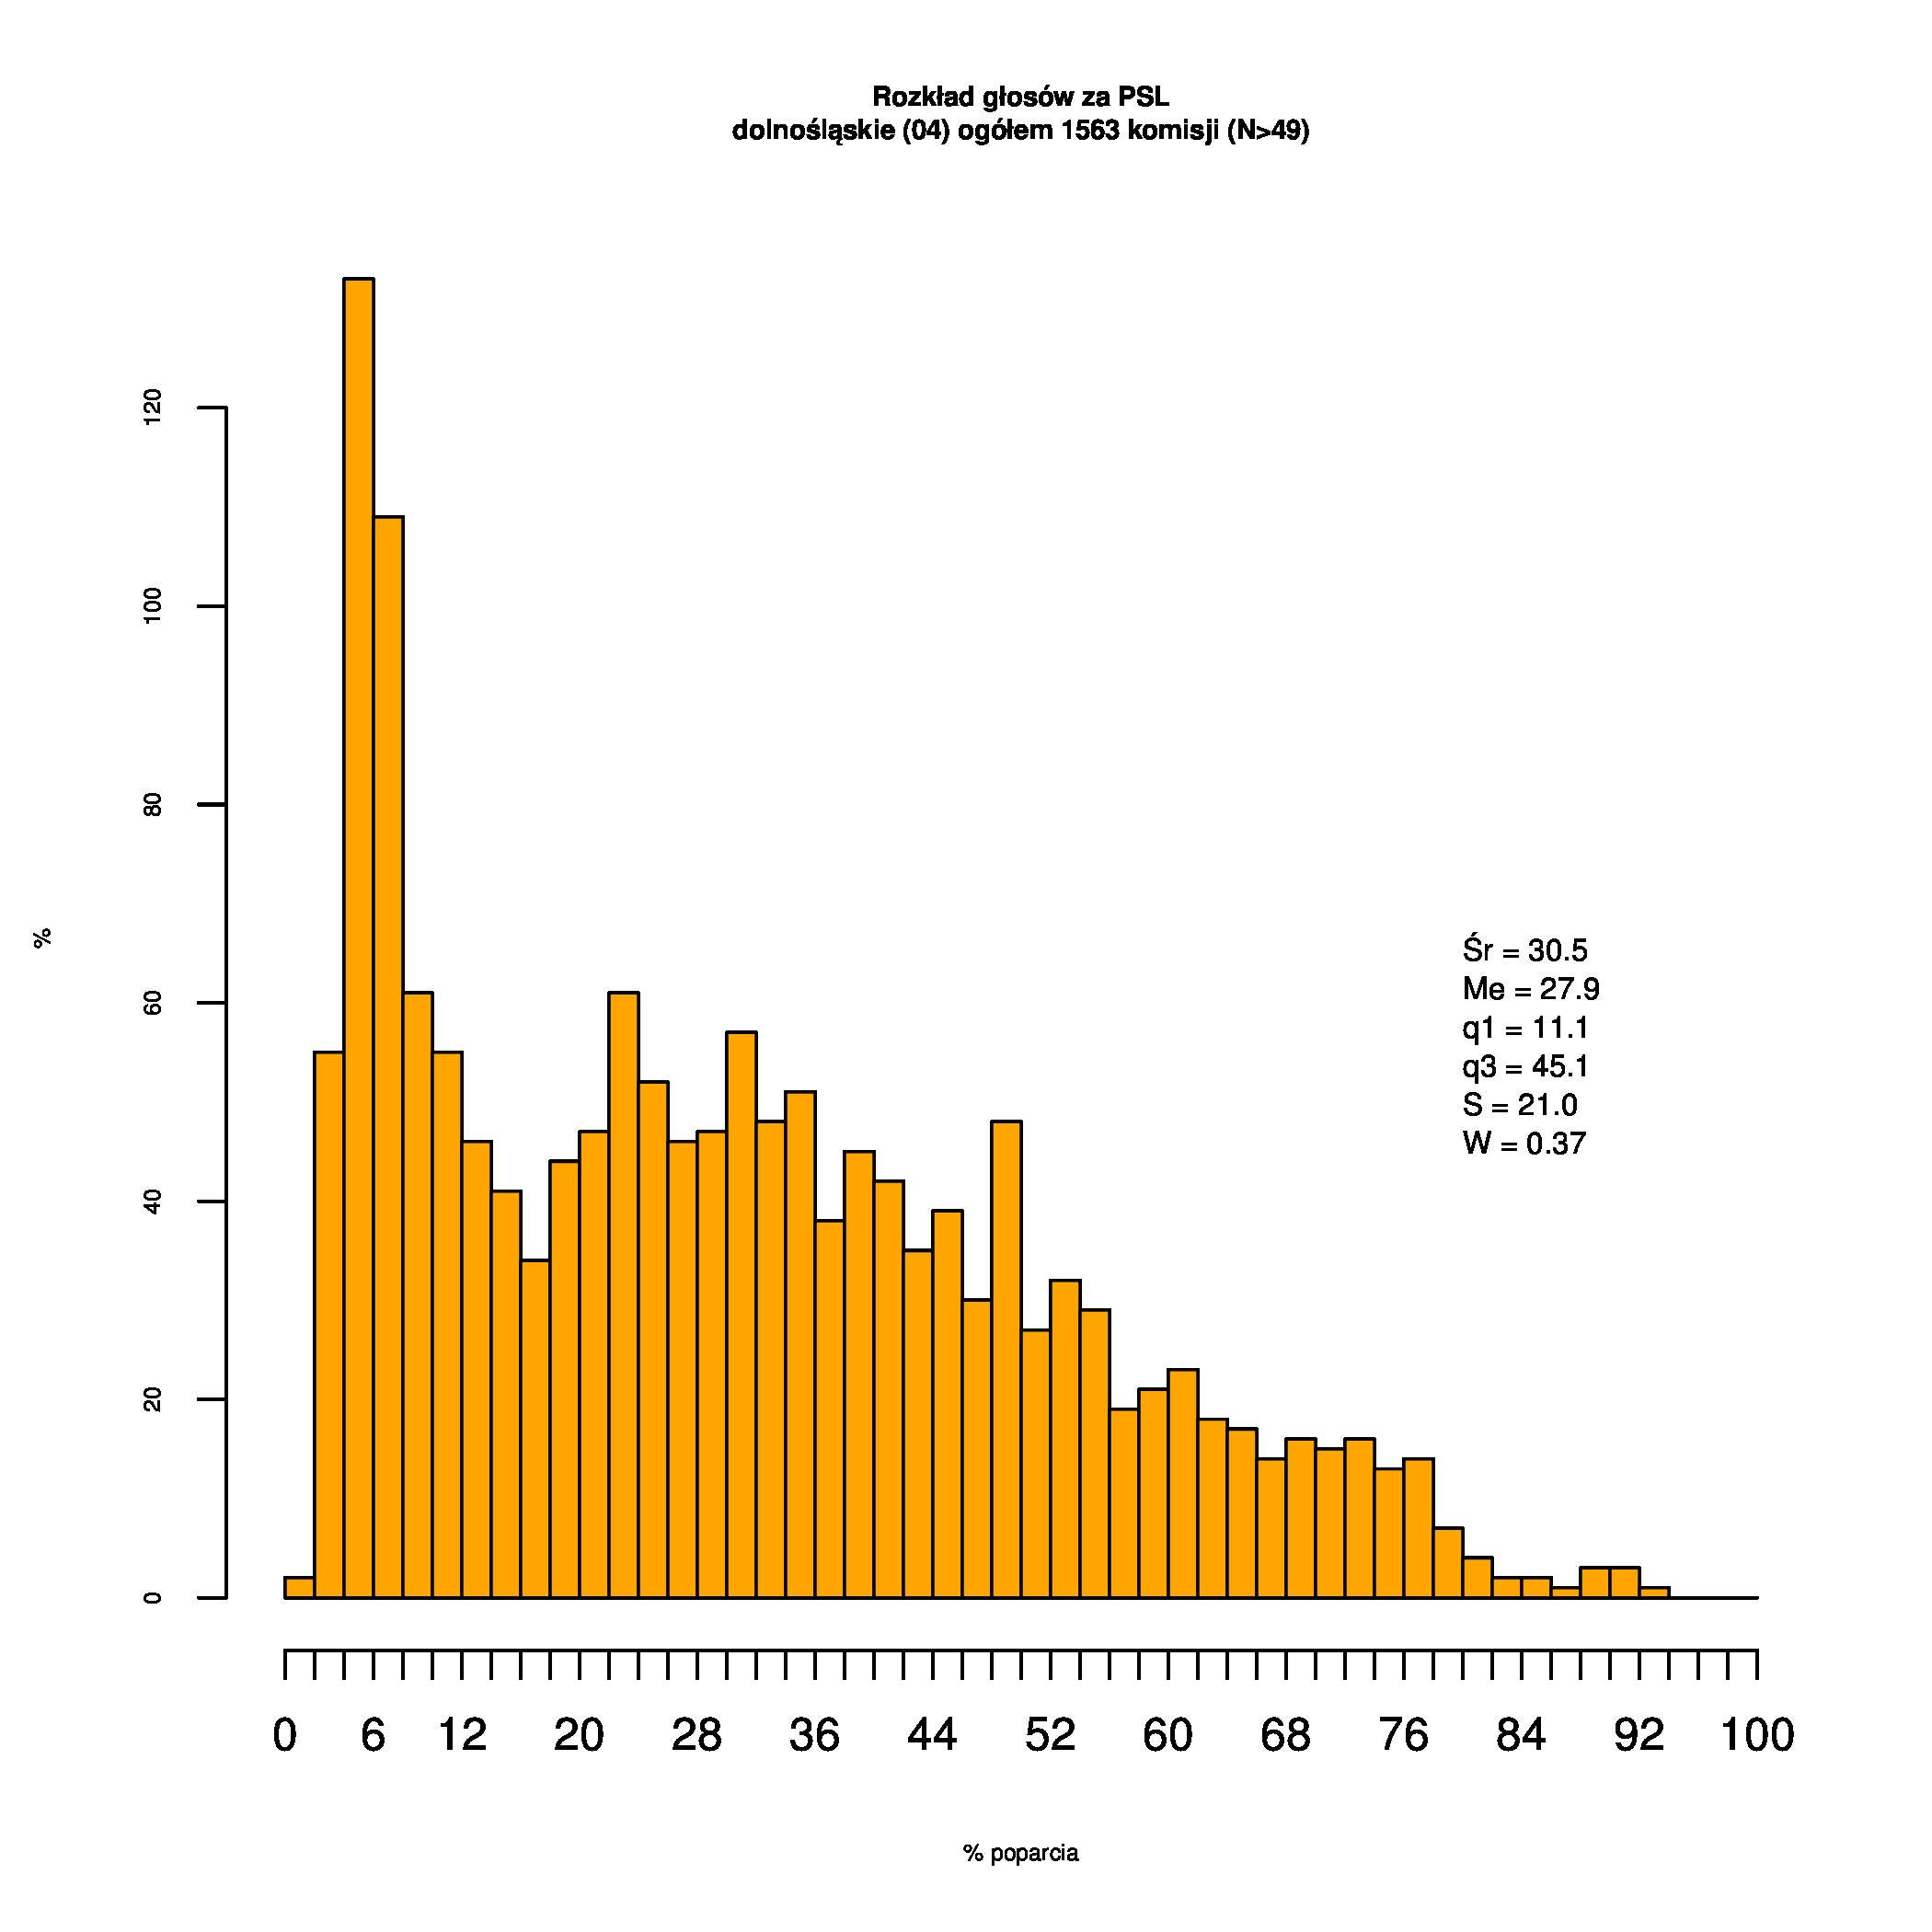 Rozkład głosów za PSL
dolnośląskie (04) ogółem 1563 komisji (N>49)
120
100
80
60
40
20
0
%
Śr = 30.5
Me = 27.9
q1 = 11.1
q3 = 45.1
S = 21.0
W = 0.37
0 6 12 20 28 36 44 52 60 68 76 84 92 100
% poparcia